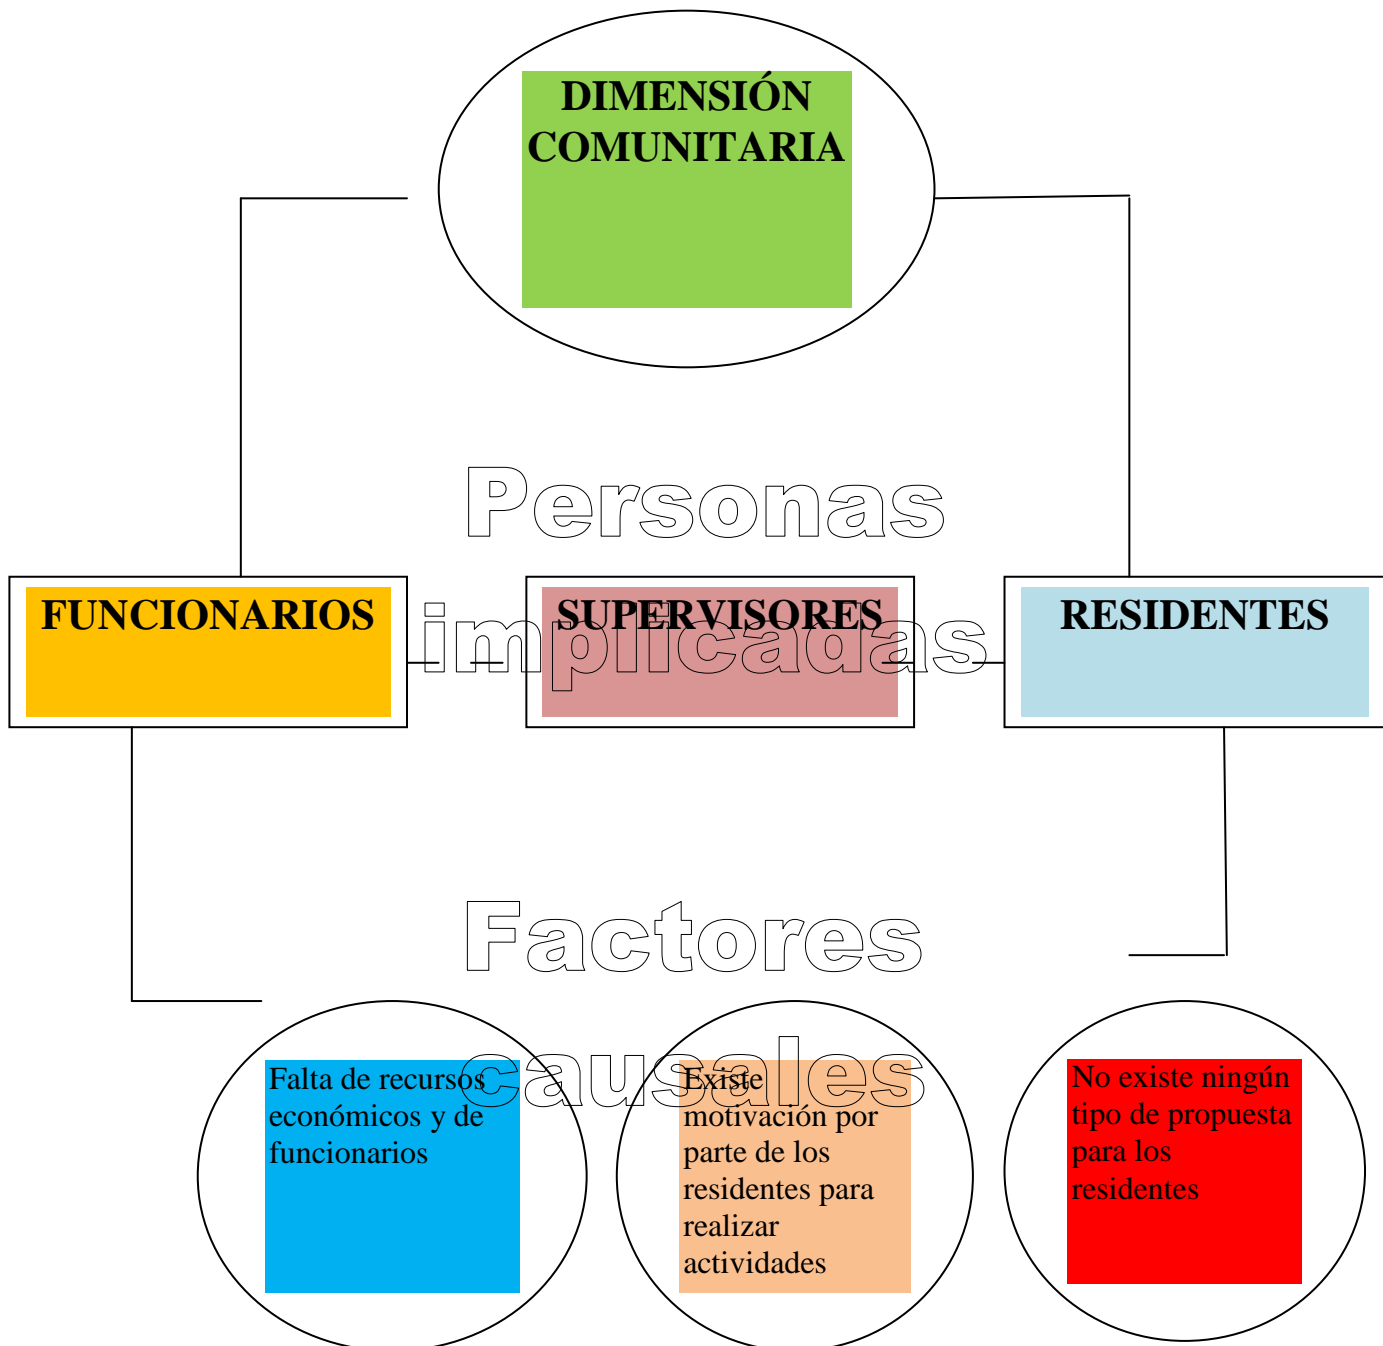 DIMENSIÓN
COMUNITARIA
Personas
implicadas
FUNCIONARIOS
SUPERVISORES
RESIDENTES
Factores
causales
Falta de recursos
económicos y de
funcionarios
Existe
motivación por
parte de los
residentes para
realizar
actividades
No existe ningún
tipo de propuesta
para los
residentes